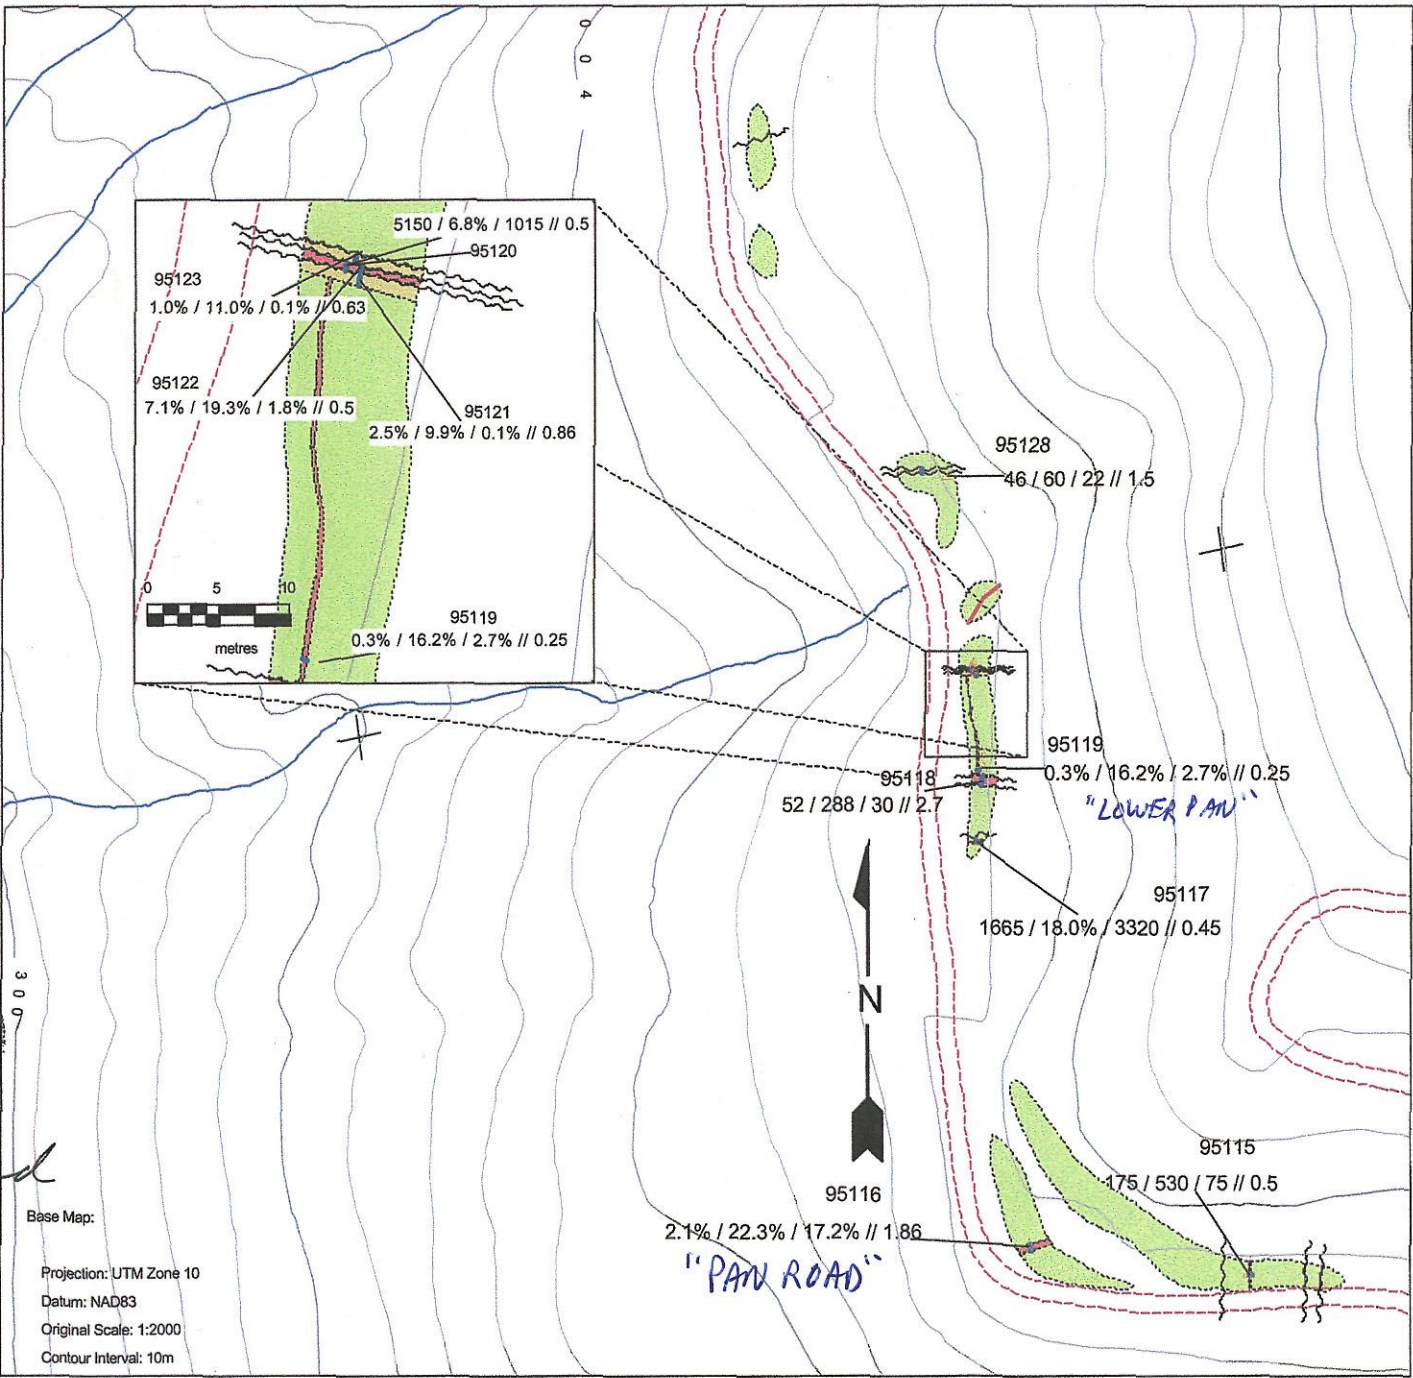 0 0 4
5150 / 6.8% / 1015 // 0.5
95120
95123
1.0% / 11.0% / 0.1% // 0.63
95122
7.1% / 19.3% / 1.8% // 0.5
95121
2.5% / 9.9% / 0.1% // 0.86
0 5 10
metres
95119
0.3% / 16.2% / 2.7% // 0.25
95128
46 / 60 / 22 // 1.5
95119
0.3% / 16.2% / 2.7% // 0.25
"LOWER PAN"
95118
52 / 288 / 30 // 2.7
95117
1665 / 18.0% / 3320 // 0.45
N
300
95115
175 / 530 / 75 // 0.5
95116
2.1% / 22.3% / 17.2% // 1.86
"PAN ROAD"
d
Base Map:
Projection: UTM Zone 10
Datum: NAD83
Original Scale: 1:2000
Contour Interval: 10m